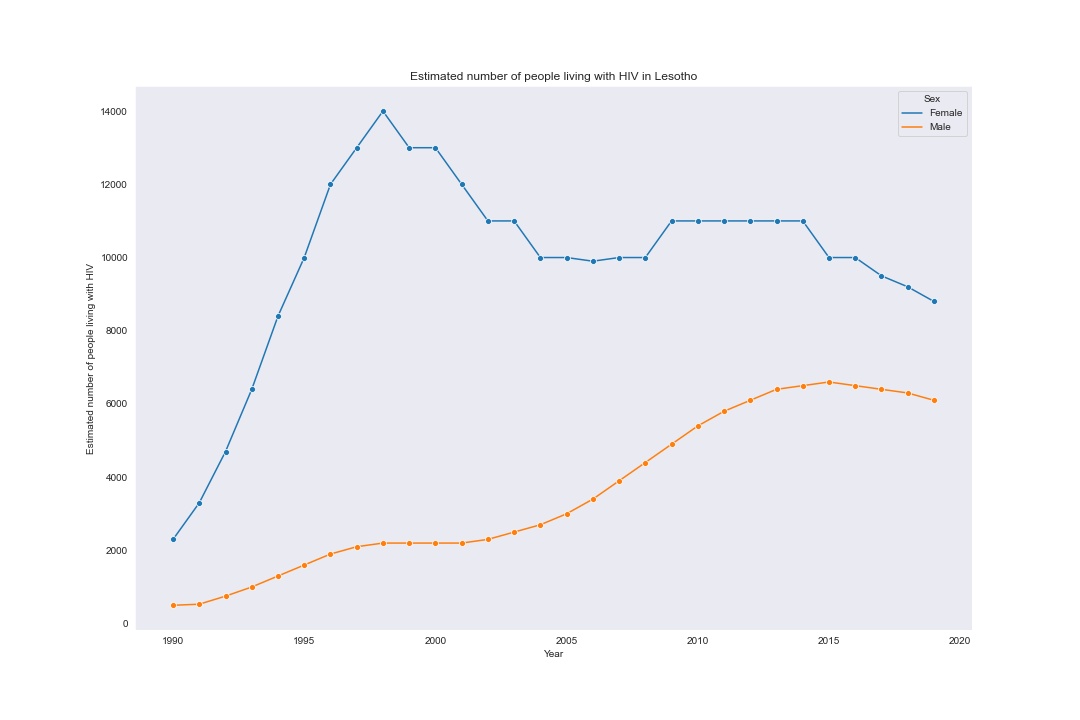 Estimated number of people living with HIV in Lesotho
Sex
Female
Male
Estimated number of people living with HIV
14000
12000
10000
8000
6000
4000
2000
0
1990 1995 2000 2005 2010 2015 2020
Year